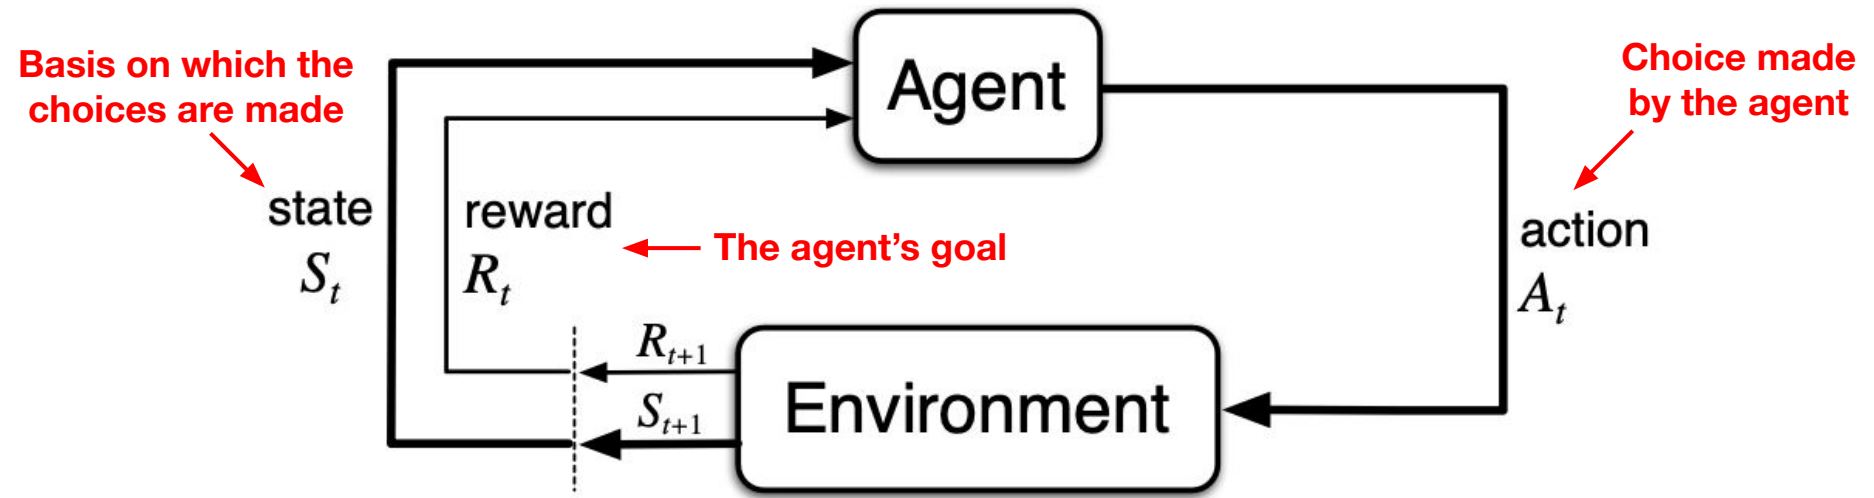 Basis on which the
choices are made
Agent
Choice made
by the agent
state
S_t
reward
R_t
The agent's goal
action
A_t
R_{t+1}
S_{t+1}
Environment